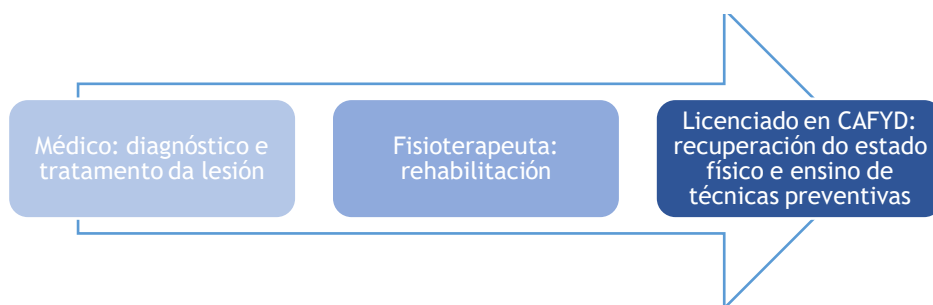 Médico: diagnóstico e
tratamento da lesión
Fisioterapeuta:
rehabilitación
Licenciado en CAFYD:
recuperación do estado
físico e ensino de
técnicas preventivas